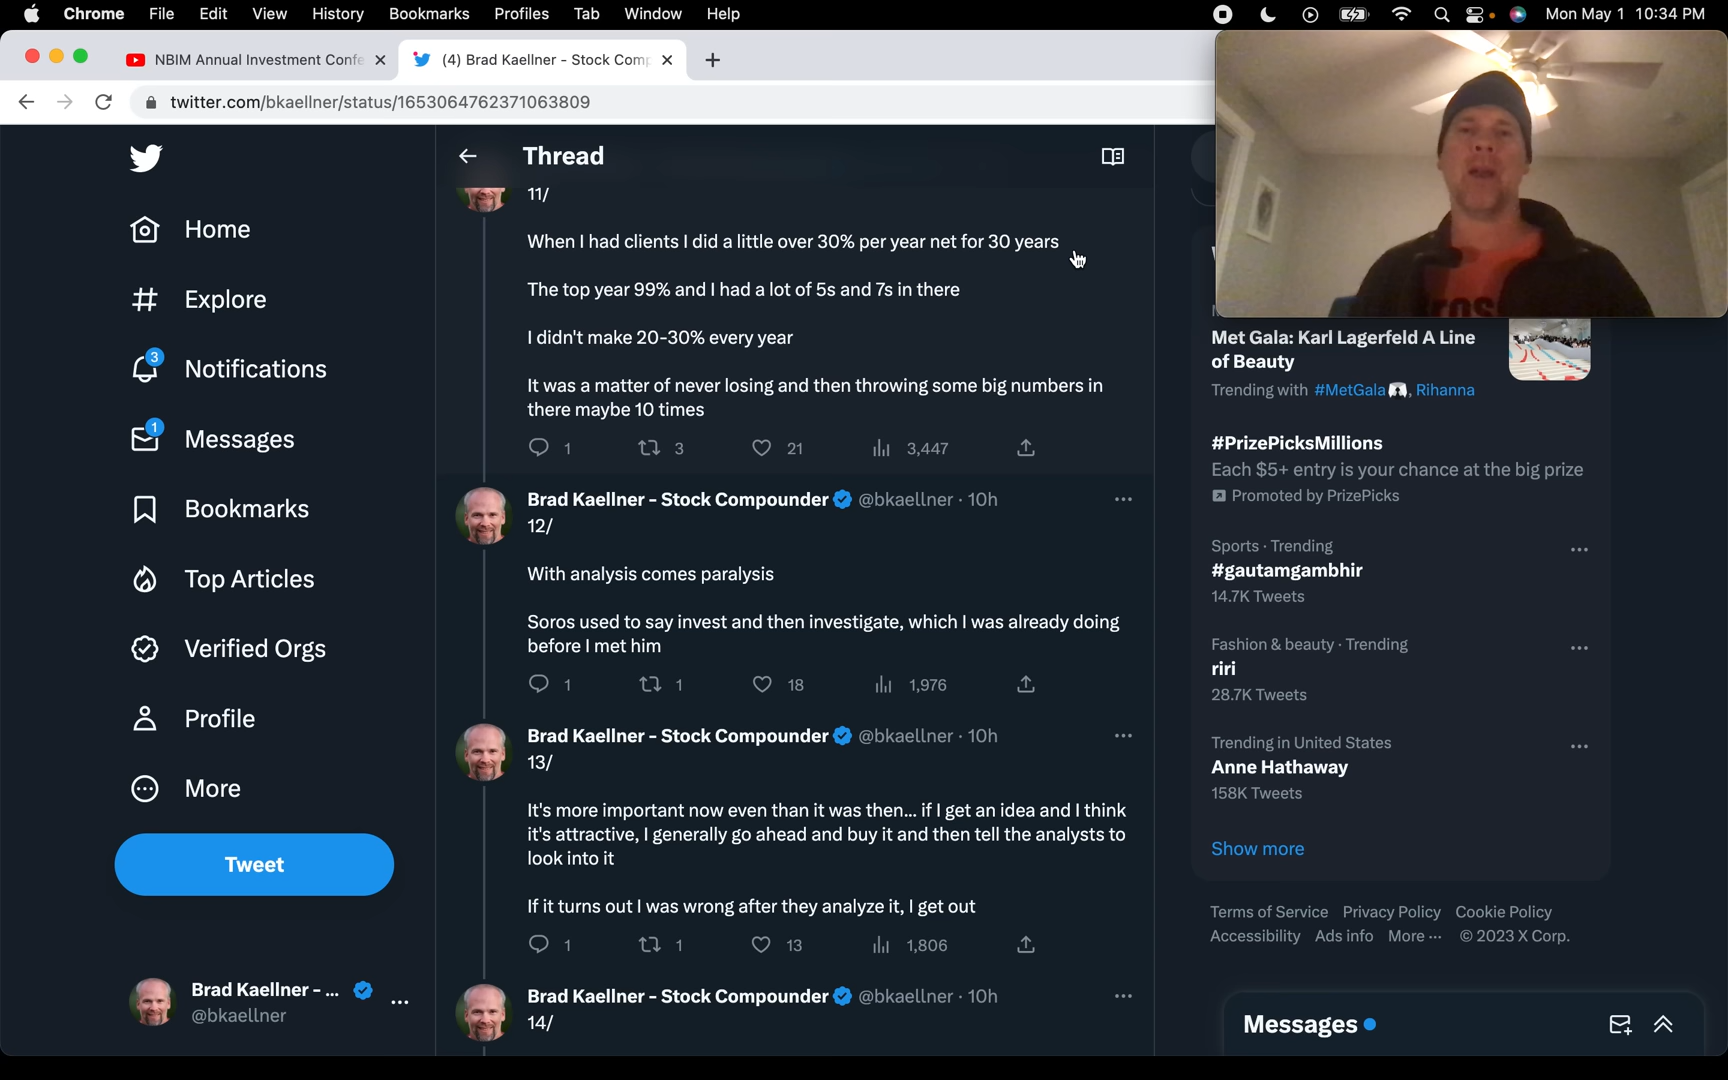 Chrome File Edit View History Bookmarks Profiles Tab Window Help Mon May 1 10:34 PM
NBIM Annual Investment Confe
(4) Brad Kaellner - Stock Comp
twitter.com/bkaellner/status/1653064762371063809
Home
Explore
3
Notifications
1
Messages
Bookmarks
Top Articles
Verified Orgs
Profile
More
Tweet
Brad Kaellner - ...
@bkaellner
Thread
11/
When I had clients I did a little over 30% per year net for 30 years
The top year 99% and I had a lot of 5s and 7s in there
I didn't make 20-30% every year
It was a matter of never losing and then throwing some big numbers in
there maybe 10 times
1 3 21 3,447
Brad Kaellner - Stock Compounder @bkaellner · 10h
12/
With analysis comes paralysis
Soros used to say invest and then investigate, which I was already doing
before I met him
1 1 18 1,976
Brad Kaellner - Stock Compounder @bkaellner · 10h
13/
It's more important now even than it was then... if I get an idea and I think
it's attractive, I generally go ahead and buy it and then tell the analysts to
look into it
If it turns out I was wrong after they analyze it, I get out
1 1 13 1,806
Brad Kaellner - Stock Compounder @bkaellner · 10h
14/
Met Gala: Karl Lagerfeld A Line
of Beauty
Trending with #MetGala, Rihanna
#PrizePicksMillions
Each $5+ entry is your chance at the big prize
Promoted by PrizePicks
Sports · Trending
#gautamgambhir
14.7K Tweets
Fashion & beauty · Trending
riri
28.7K Tweets
Trending in United States
Anne Hathaway
158K Tweets
Show more
Terms of Service Privacy Policy Cookie Policy
Accessibility Ads info More ··· © 2023 X Corp.
Messages